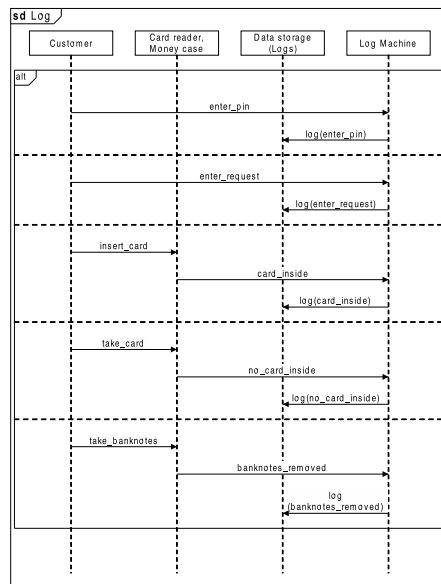 sd Log
Customer
Card reader,
Money case
Data storage
(Logs)
Log Machine
alt
enter_pin
log(enter_pin)
enter_request
log(enter_request)
insert_card
card_inside
log(card_inside)
take_card
no_card_inside
log(no_card_inside)
take_banknotes
banknotes_removed
log
(banknotes_removed)